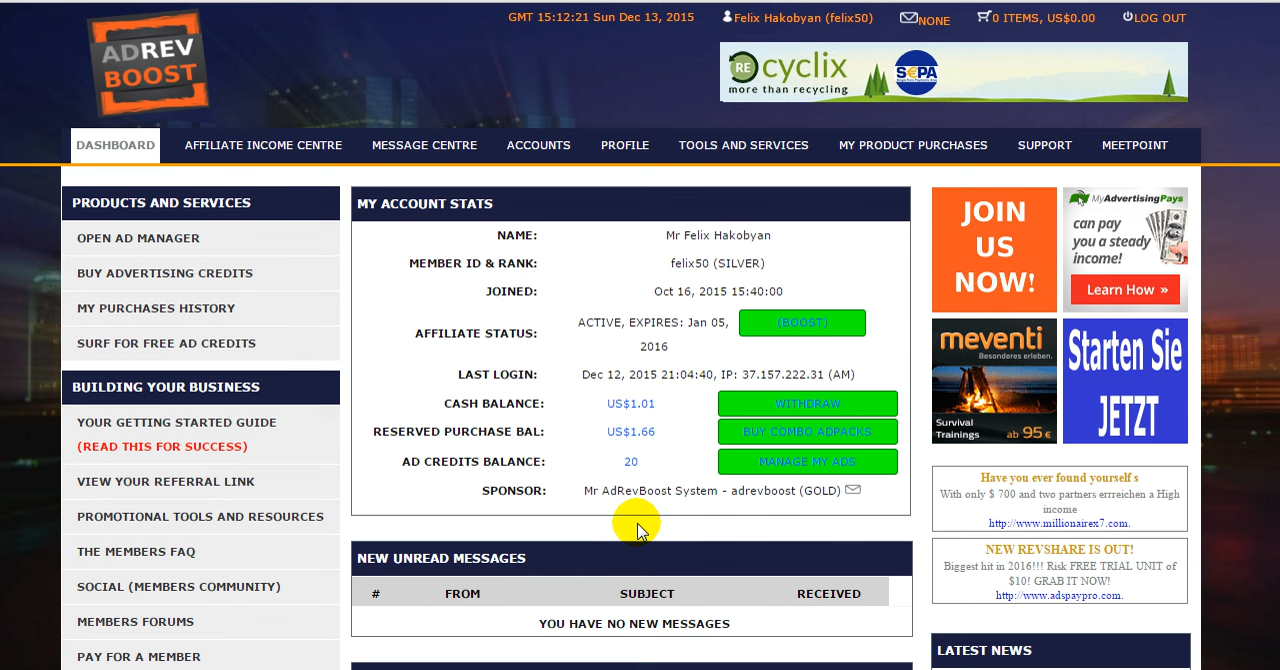 GMT 15:12:21 Sun Dec 13, 2015 Felix Hakobyan (felix50) NONE 0 ITEMS, US$0.00 LOG OUT
ADREV
BOOST
RE cyclix
more than recycling
S€PA
DASHBOARD AFFILIATE INCOME CENTRE MESSAGE CENTRE ACCOUNTS PROFILE TOOLS AND SERVICES MY PRODUCT PURCHASES SUPPORT MEETPOINT
PRODUCTS AND SERVICES
OPEN AD MANAGER
BUY ADVERTISING CREDITS
MY PURCHASES HISTORY
SURF FOR FREE AD CREDITS
BUILDING YOUR BUSINESS
YOUR GETTING STARTED GUIDE
(READ THIS FOR SUCCESS)
VIEW YOUR REFERRAL LINK
PROMOTIONAL TOOLS AND RESOURCES
THE MEMBERS FAQ
SOCIAL (MEMBERS COMMUNITY)
MEMBERS FORUMS
PAY FOR A MEMBER
MY ACCOUNT STATS
NAME: Mr Felix Hakobyan
MEMBER ID & RANK: felix50 (SILVER)
JOINED: Oct 16, 2015 15:40:00
AFFILIATE STATUS: ACTIVE, EXPIRES: Jan 05, 2016 (BOOST)
LAST LOGIN: Dec 12, 2015 21:04:40, IP: 37.157.222.31 (AM)
CASH BALANCE: US$1.01 WITHDRAW
RESERVED PURCHASE BAL: US$1.66 BUY COMBO ADPACKS
AD CREDITS BALANCE: 20 MANAGE MY ADS
SPONSOR: Mr AdRevBoost System - adrevboost (GOLD)
NEW UNREAD MESSAGES
# FROM SUBJECT RECEIVED
YOU HAVE NO NEW MESSAGES
JOIN
US
NOW!
MyAdvertisingPays
can pay
you a steady
income!
Learn How »
meventi
Besonderes erleben.
Survival
Trainings ab 95 €
Starten Sie
JETZT
Have you ever found yourself s
With only $ 700 and two partners errreichen a High
income
http://www.millionairex7.com.
NEW REVSHARE IS OUT!
Biggest hit in 2016!!! Risk FREE TRIAL UNIT of
$10! GRAB IT NOW!
http://www.adspaypro.com.
LATEST NEWS